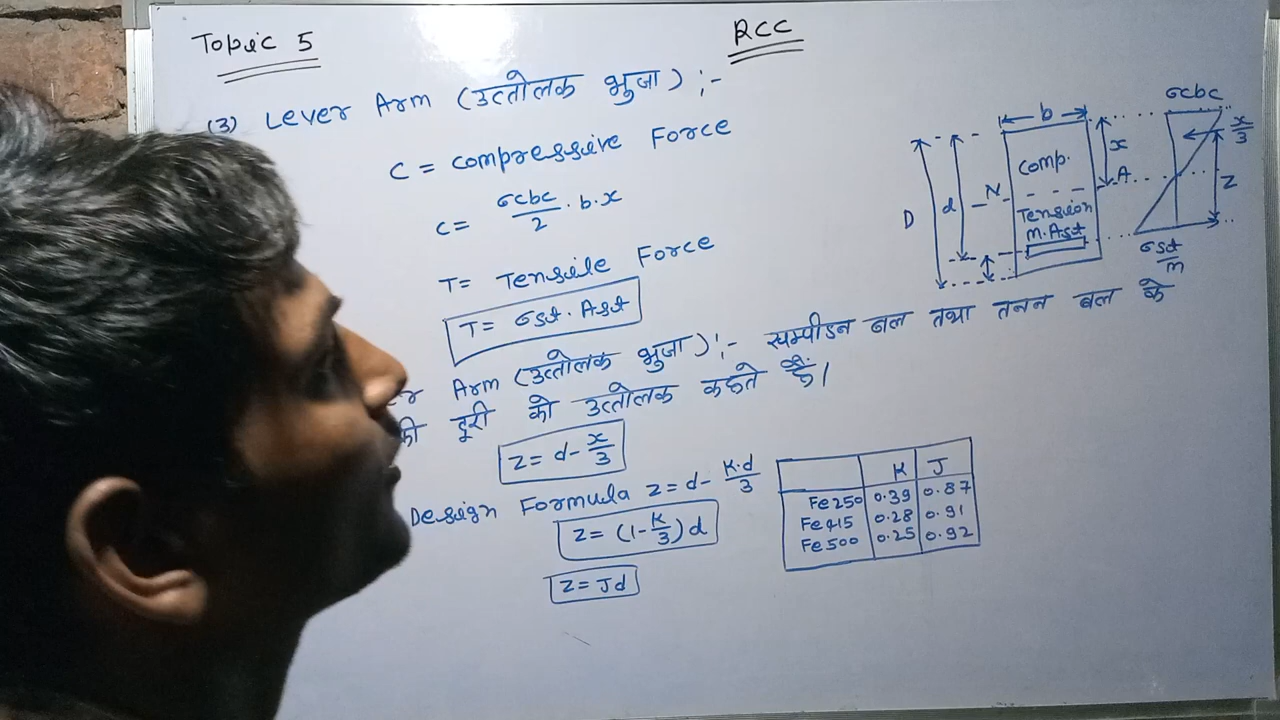 Topic 5
RCC
(3) Lever Arm (उत्तोलक भुजा) :-
C = compressive Force
C = σcbc/2 . b.x
T = Tensile Force
T = σst . Ast
er Arm (उत्तोलक भुजा) :- सम्पीडन बल तथा तनन बल के
की दूरी को उत्तोलक कहते हैं।
Z = d - x/3
Design Formula Z = d - K.d/3
Z = (1 - K/3) d
Z = Jd
K J
Fe250 0.39 0.87
Fe415 0.28 0.91
Fe500 0.25 0.92
b
D
d
comp.
N
A
x
Tension
m.Ast
σcbc
x/3
Z
σst/m